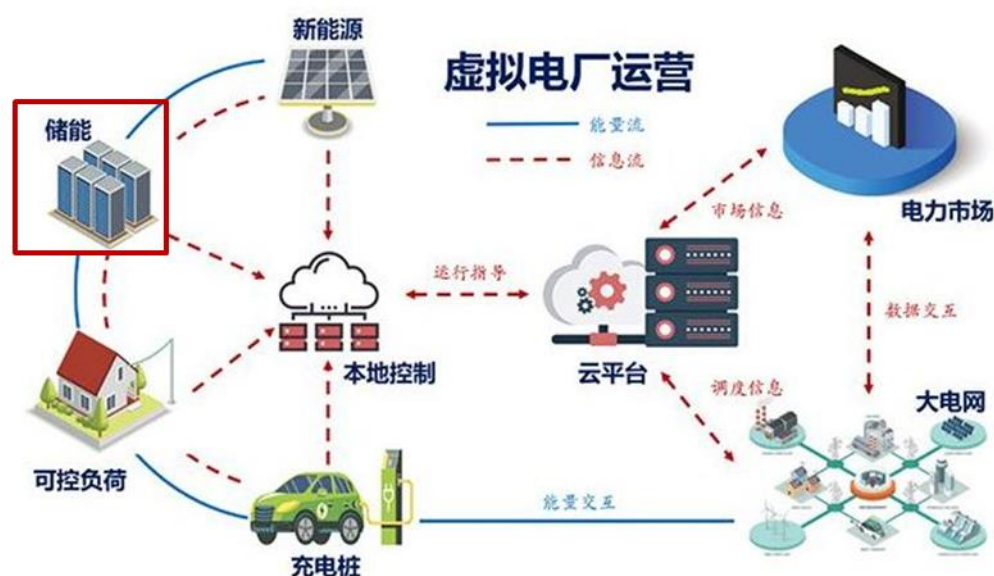 新能源
虚拟电厂运营
能量流
信息流
储能
市场信息
电力市场
运行指导
数据交互
本地控制
云平台
调度信息
大电网
可控负荷
能量交互
充电桩